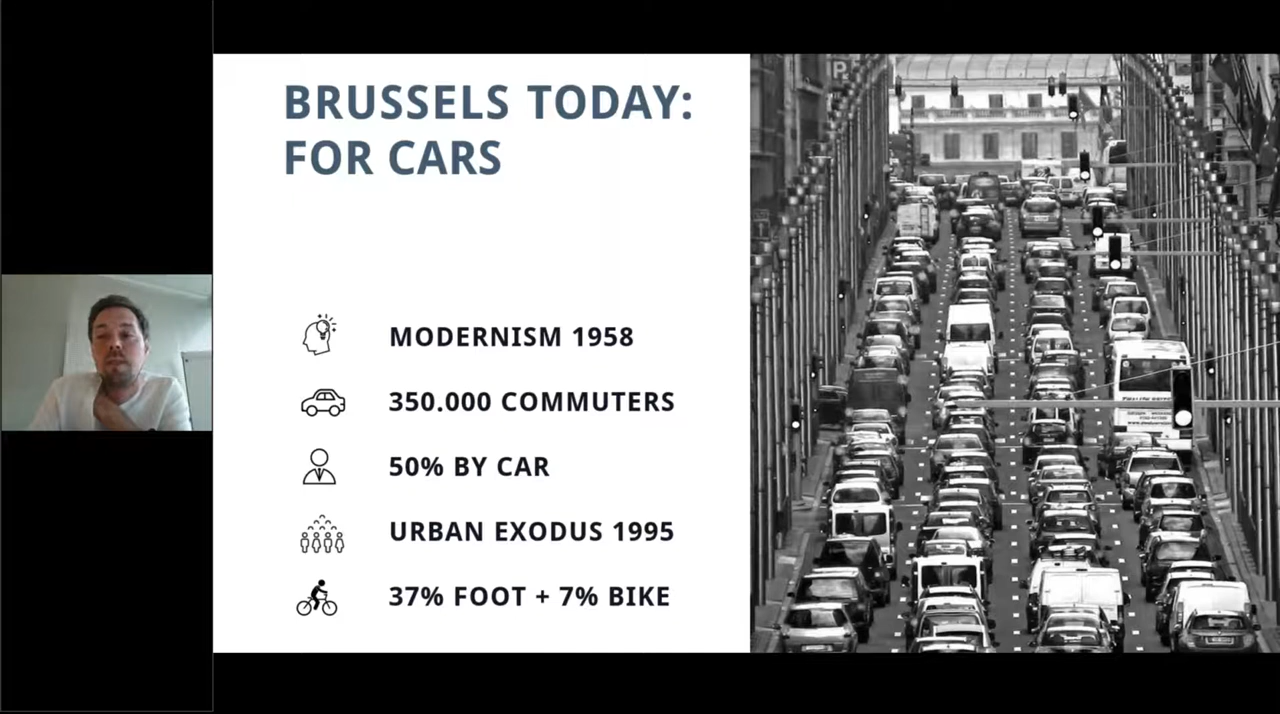 BRUSSELS TODAY:
FOR CARS
MODERNISM 1958
350.000 COMMUTERS
50% BY CAR
URBAN EXODUS 1995
37% FOOT + 7% BIKE
P